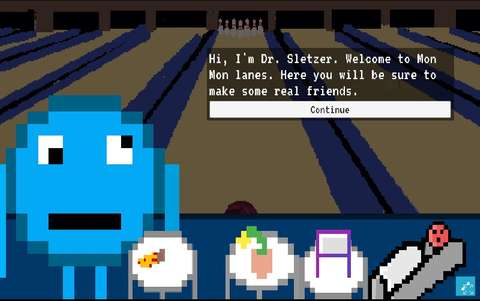 Hi, I'm Dr. Sletzer. Welcome to Mon
Mon lanes. Here you will be sure to
make some real friends.
Continue